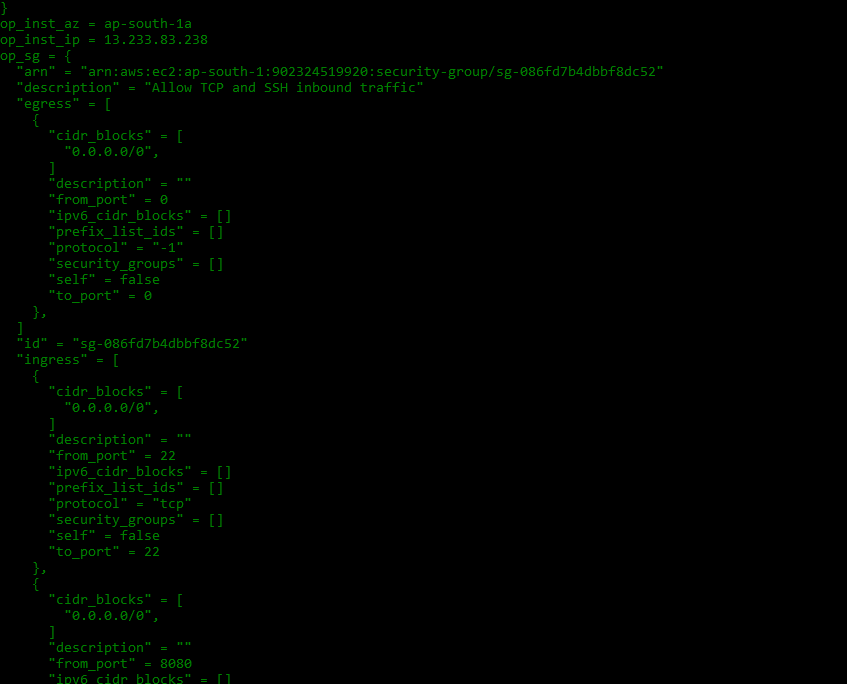 }
op_inst_az = ap-south-1a
op_inst_ip = 13.233.83.238
op_sg = {
  "arn" = "arn:aws:ec2:ap-south-1:902324519920:security-group/sg-086fd7b4dbbf8dc52"
  "description" = "Allow TCP and SSH inbound traffic"
  "egress" = [
    {
      "cidr_blocks" = [
        "0.0.0.0/0",
      ]
      "description" = ""
      "from_port" = 0
      "ipv6_cidr_blocks" = []
      "prefix_list_ids" = []
      "protocol" = "-1"
      "security_groups" = []
      "self" = false
      "to_port" = 0
    },
  ]
  "id" = "sg-086fd7b4dbbf8dc52"
  "ingress" = [
    {
      "cidr_blocks" = [
        "0.0.0.0/0",
      ]
      "description" = ""
      "from_port" = 22
      "ipv6_cidr_blocks" = []
      "prefix_list_ids" = []
      "protocol" = "tcp"
      "security_groups" = []
      "self" = false
      "to_port" = 22
    },
    {
      "cidr_blocks" = [
        "0.0.0.0/0",
      ]
      "description" = ""
      "from_port" = 8080
      "ipv6_cidr_blocks" = []